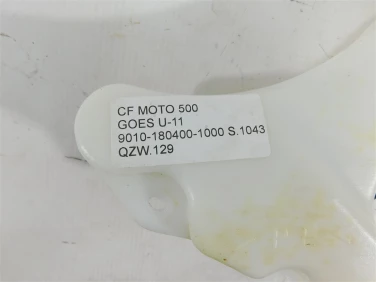 CF MOTO 500
GOES U-11
9010-180400-1000 S.1043
QZW.129